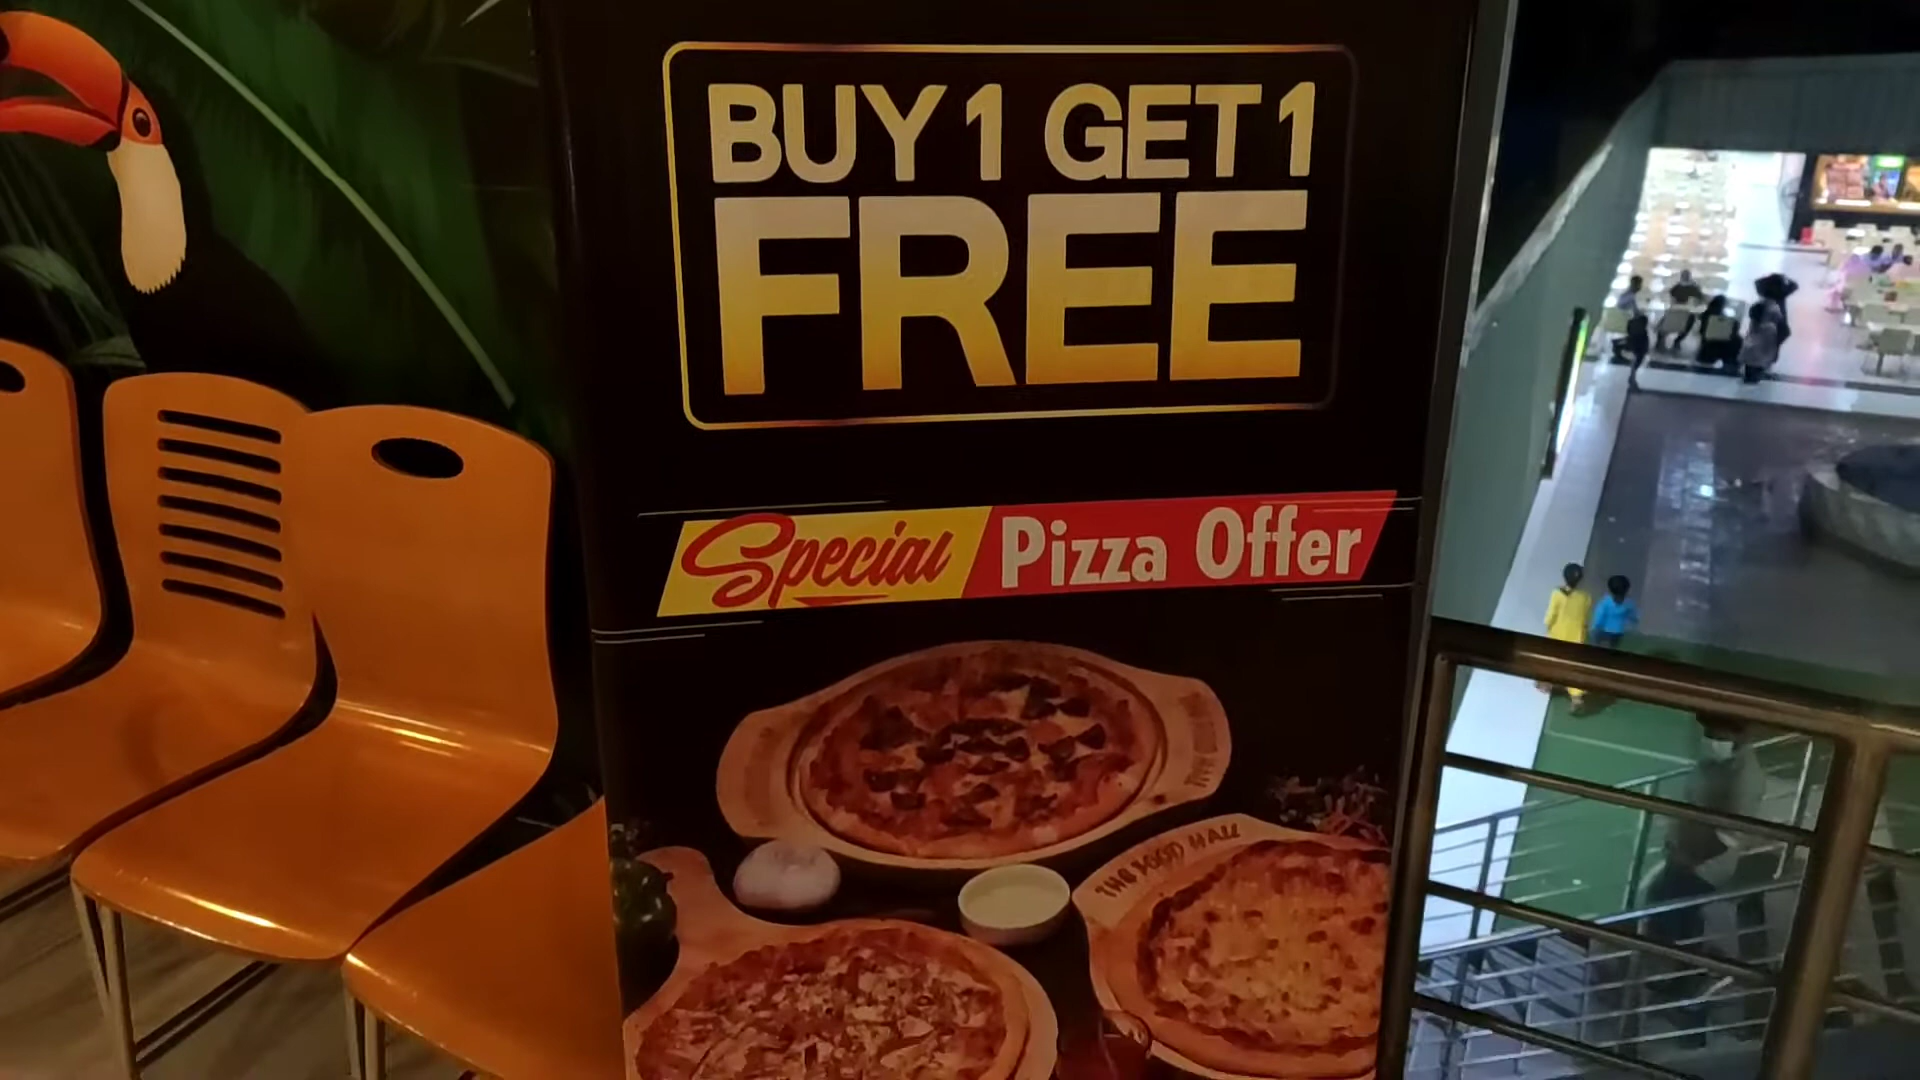 BUY 1 GET 1
FREE
Special Pizza Offer
THE FOOD HALL